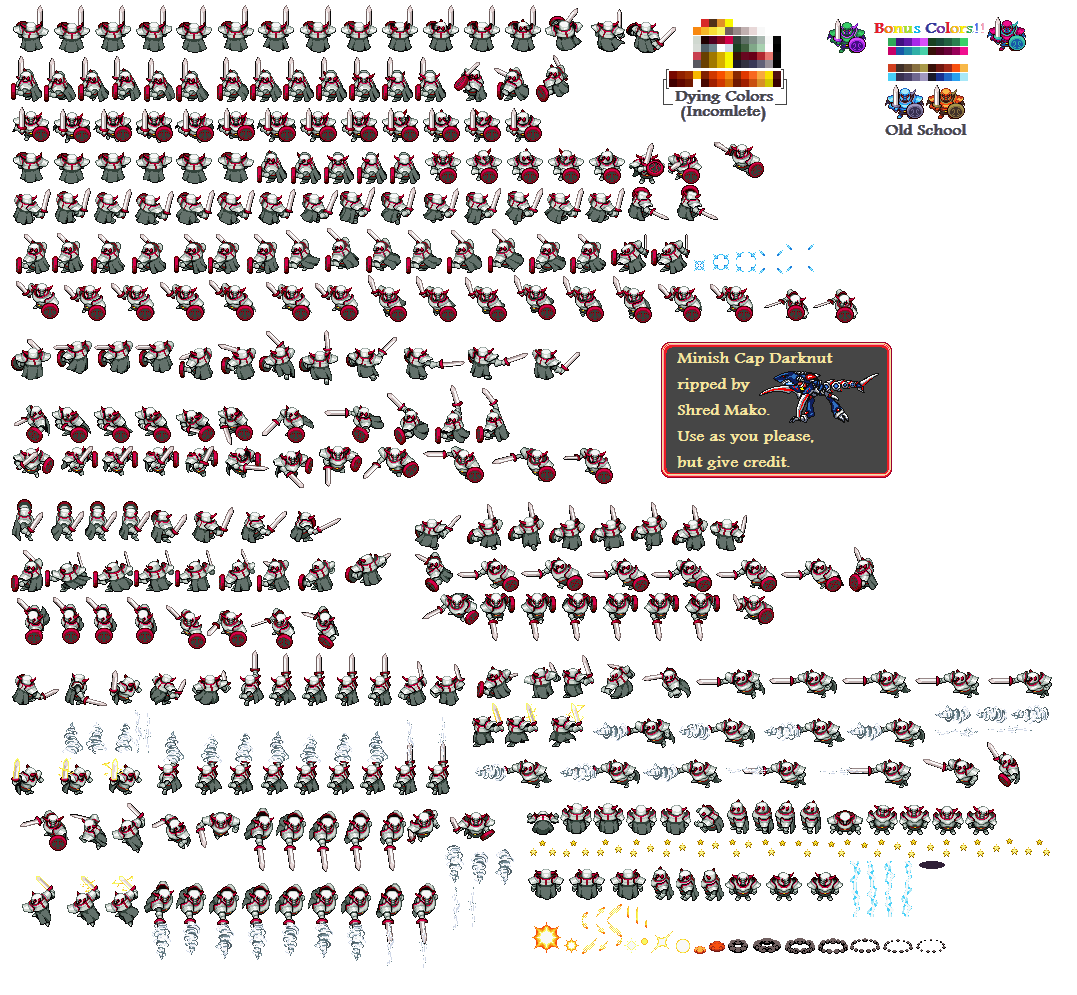 Bonus Colors!!
Dying Colors
(Incomlete)
Old School
Minish Cap Darknut
ripped by
Shred Mako.
Use as you please,
but give credit.